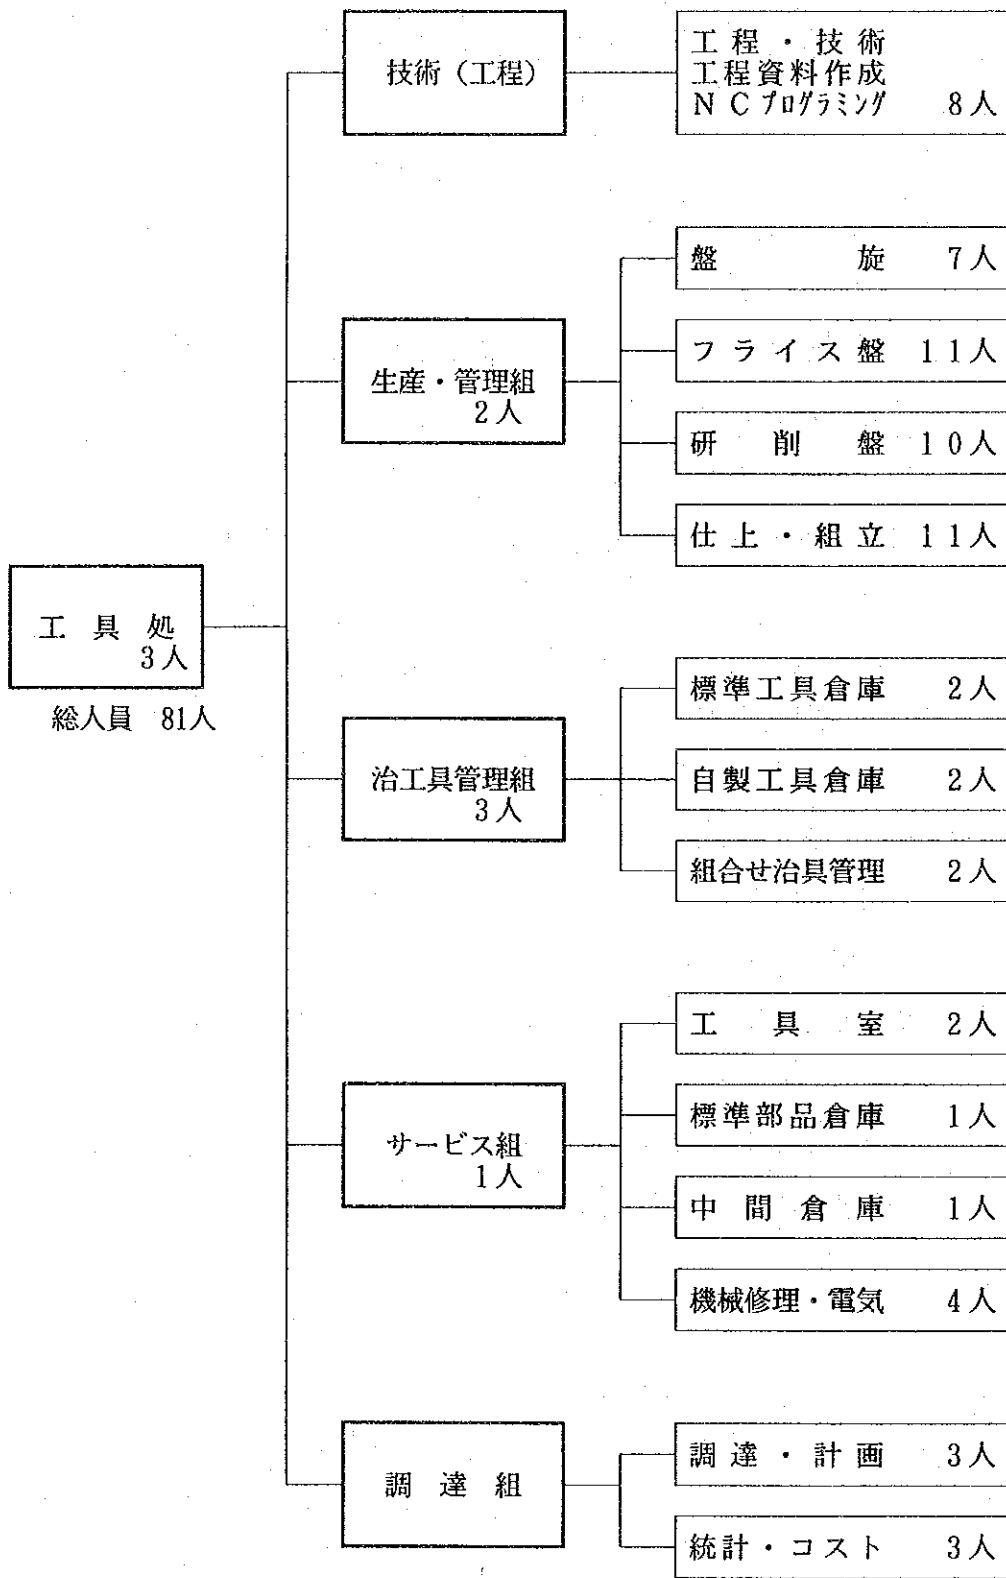 技術（工程）
工程・技術
工程資料作成
ＮＣプログラミング 8人
生産・管理組
2人
盤旋 7人
フライス盤 11人
研削盤 10人
仕上・組立 11人
工具処
3人
総人員 81人
治工具管理組
3人
標準工具倉庫 2人
自製工具倉庫 2人
組合せ治具管理 2人
サービス組
1人
工具室 2人
標準部品倉庫 1人
中間倉庫 1人
機械修理・電気 4人
調達組
調達・計画 3人
統計・コスト 3人